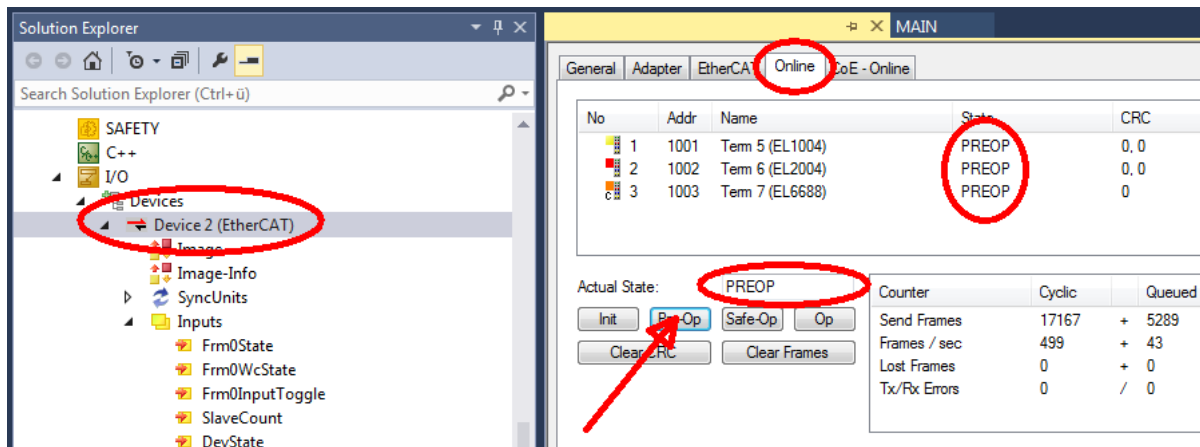 Solution Explorer
Search Solution Explorer (Ctrl+ü)
SAFETY
C++
I/O
Devices
Device 2 (EtherCAT)
Image
Image-Info
SyncUnits
Inputs
Frm0State
Frm0WcState
Frm0InputToggle
SlaveCount
DevState
MAIN
General Adapter EtherCAT Online CoE - Online
No Addr Name State CRC
1 1001 Term 5 (EL1004) PREOP 0, 0
2 1002 Term 6 (EL2004) PREOP 0, 0
c 3 1003 Term 7 (EL6688) PREOP 0
Actual State: PREOP
Init Pre-Op Safe-Op Op
Clear CRC Clear Frames
Counter Cyclic Queued
Send Frames 17167 + 5289
Frames / sec 499 + 43
Lost Frames 0 + 0
Tx/Rx Errors 0 / 0